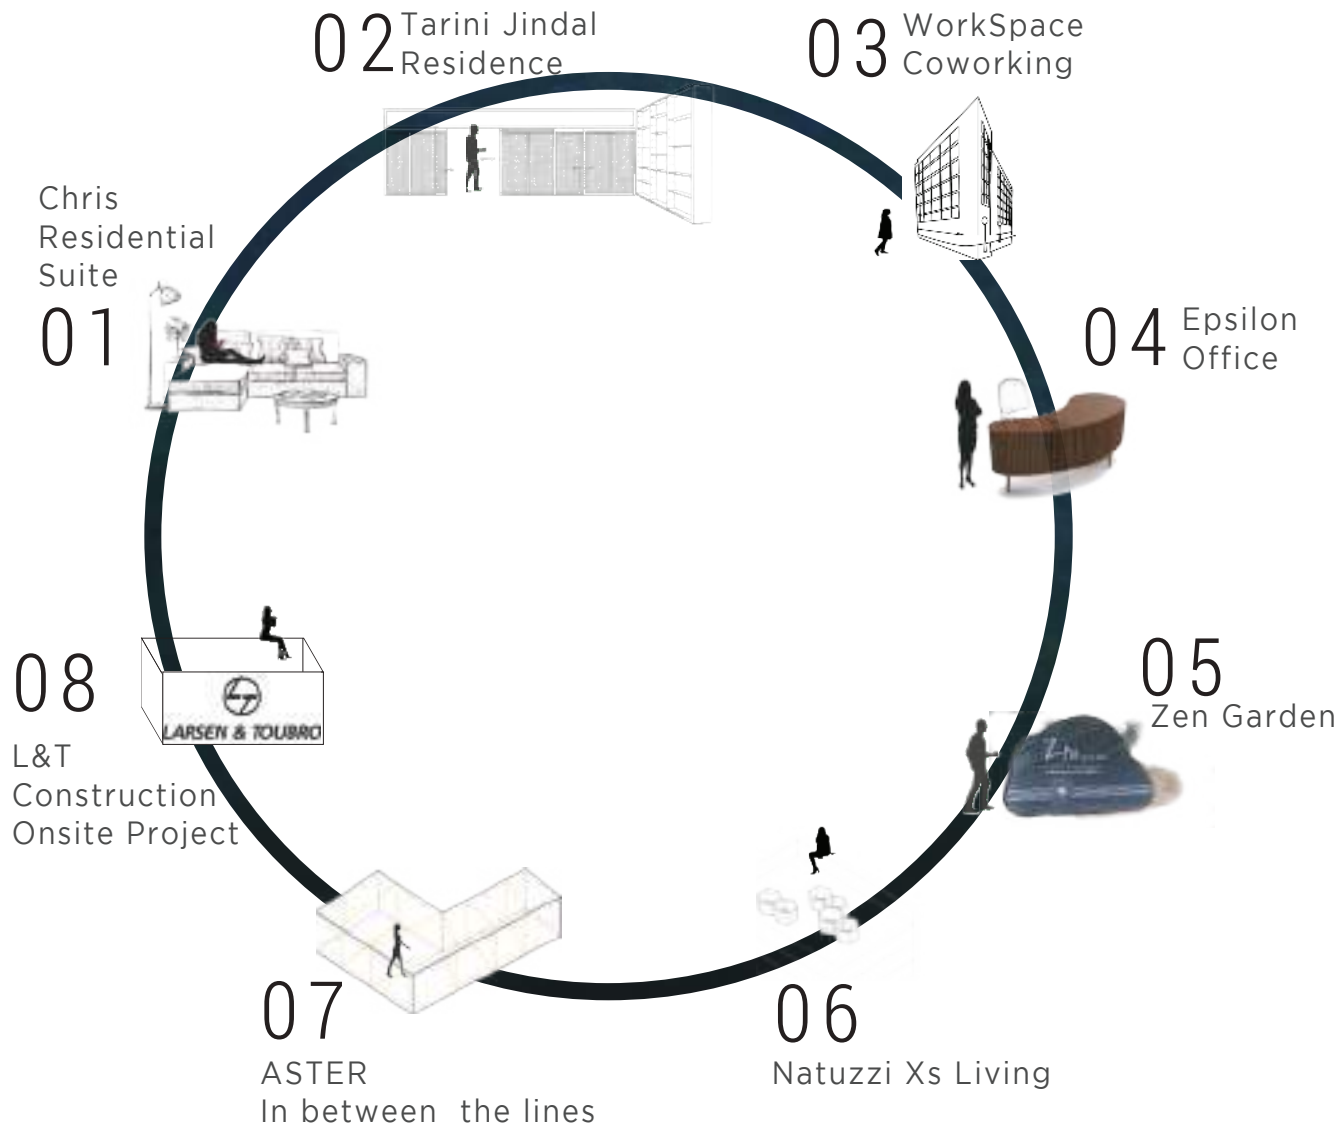 02
Tarini Jindal
Residence
03
WorkSpace
Coworking
Chris
Residential
Suite
01
04
Epsilon
Office
05
Zen Garden
08
LARSEN & TOUBRO
L&T
Construction
Onsite Project
07
ASTER
In between  the lines
06
Natuzzi Xs Living